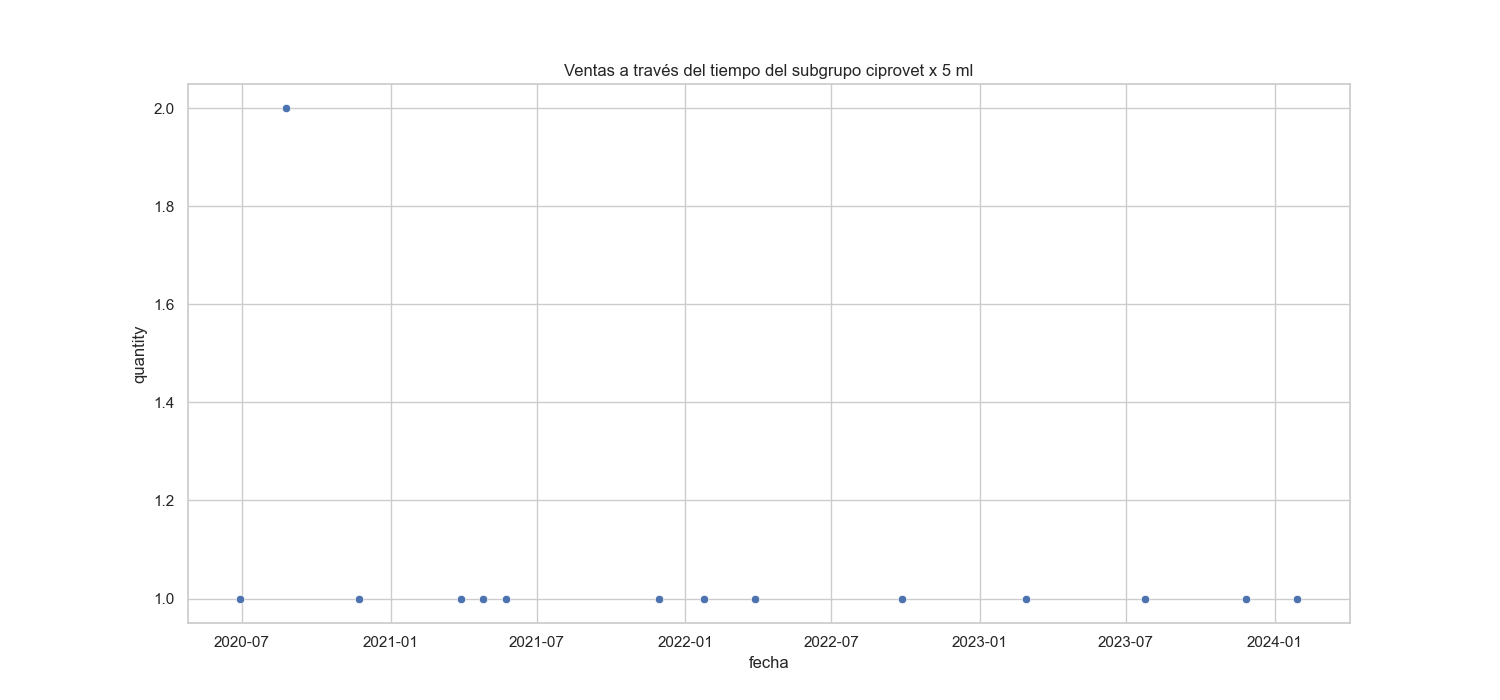 Ventas a través del tiempo del subgrupo ciprovet x 5 ml
2.0
1.8
1.6
1.4
1.2
1.0
quantity
2020-07 2021-01 2021-07 2022-01 2022-07 2023-01 2023-07 2024-01
fecha